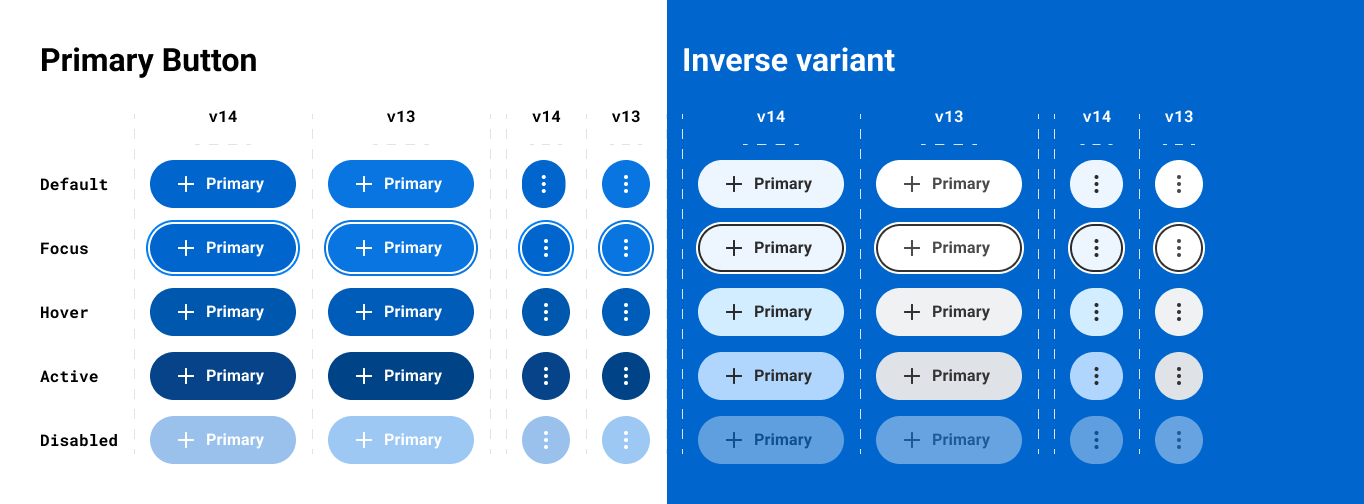 Primary Button Inverse variant
v14 v13 v14 v13 v14 v13 v14 v13
Default Primary Primary Primary Primary
Focus Primary Primary Primary Primary
Hover Primary Primary Primary Primary
Active Primary Primary Primary Primary
Disabled Primary Primary Primary Primary